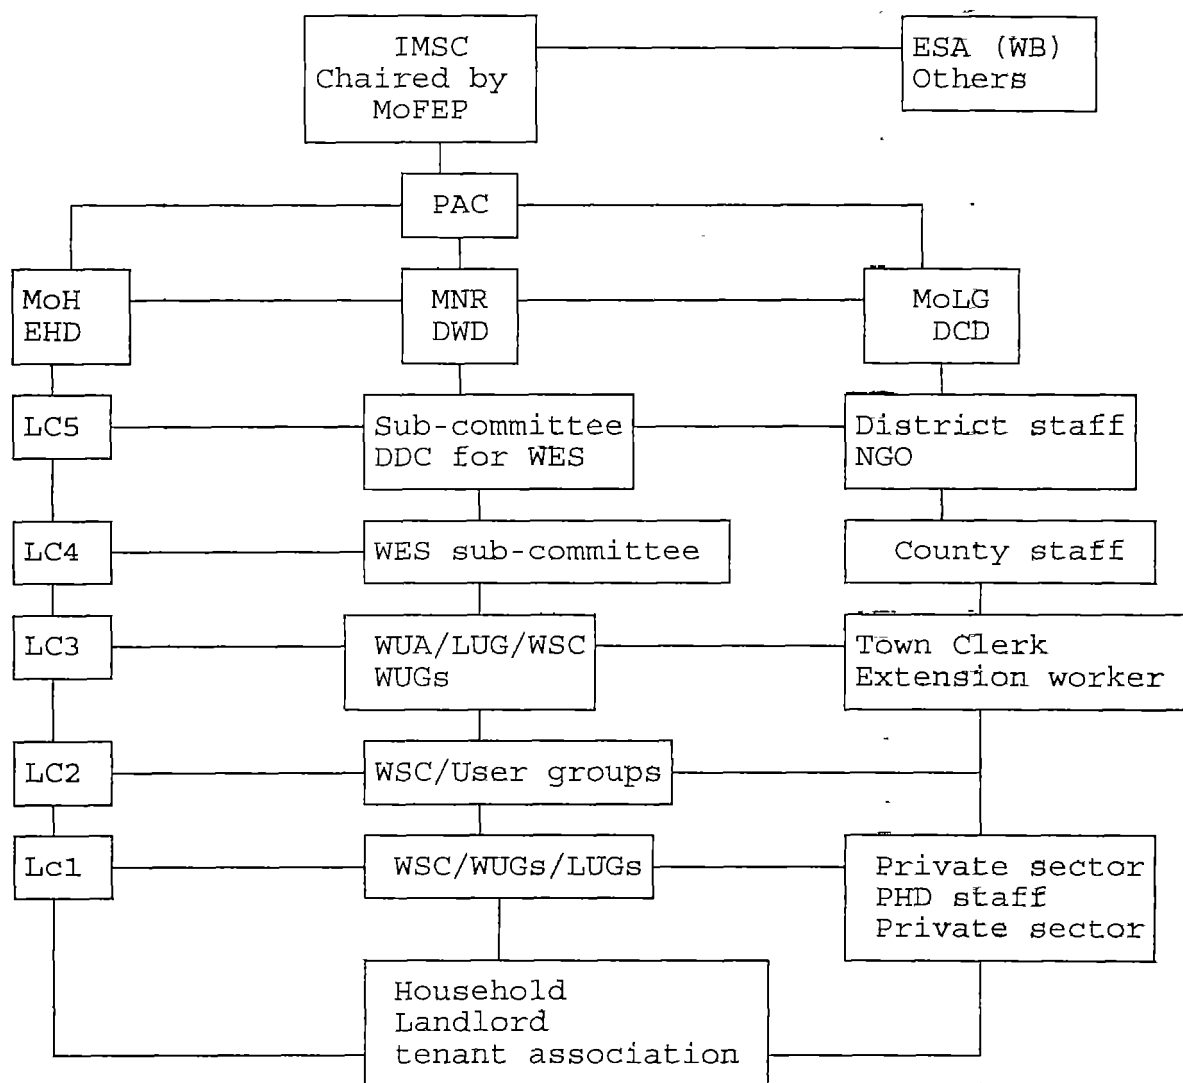 IMSC
Chaired by
MoFEP
ESA (WB)
Others
PAC
MoH
EHD
MNR
DWD
MoLG
DCD
LC5
Sub-committee
DDC for WES
District staff
NGO
LC4
WES sub-committee
County staff
LC3
WUA/LUG/WSC
WUGs
Town Clerk
Extension worker
LC2
WSC/User groups
Lc1
WSC/WUGs/LUGs
Private sector
PHD staff
Private sector
Household
Landlord
tenant association